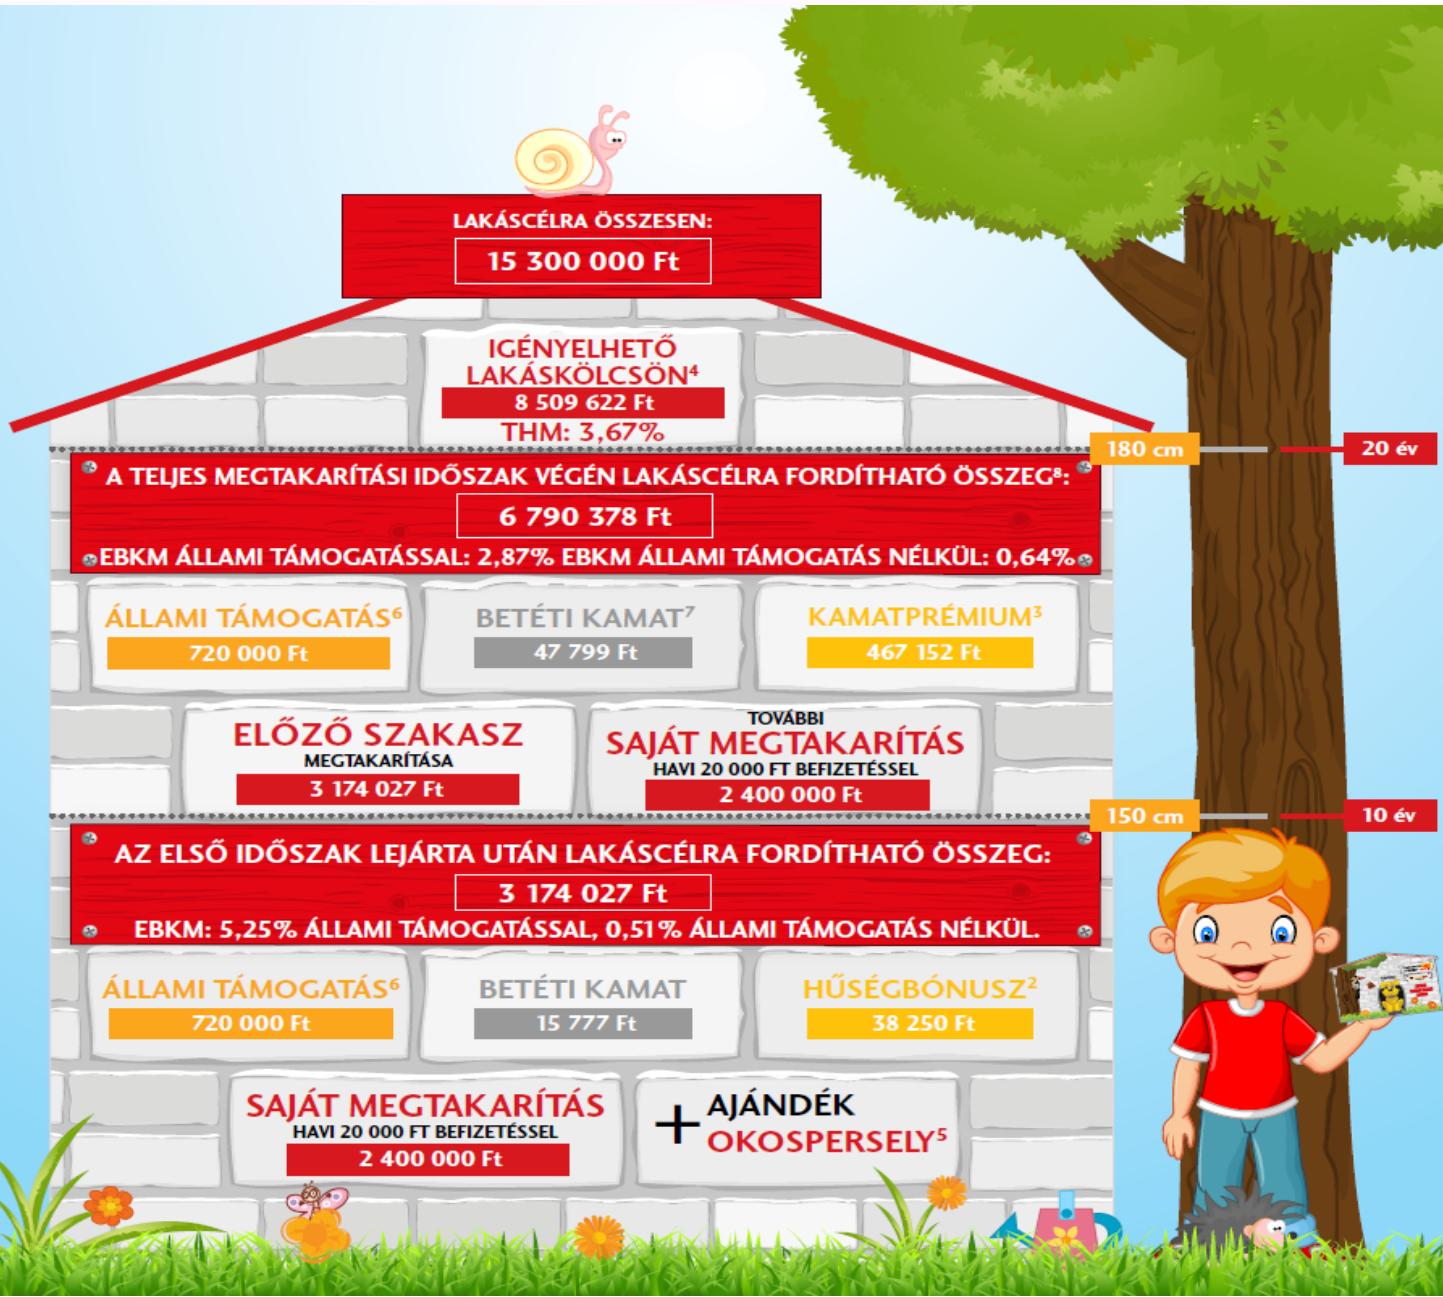 LAKÁSCÉLRA ÖSSZESEN:
15 300 000 Ft
IGÉNYELHETŐ
LAKÁSKÖLCSÖN⁴
8 509 622 Ft
THM: 3,67%
180 cm
20 év
A TELJES MEGTAKARÍTÁSI IDŐSZAK VÉGÉN LAKÁSCÉLRA FORDÍTHATÓ ÖSSZEG⁸:
6 790 378 Ft
EBKM ÁLLAMI TÁMOGATÁSSAL: 2,87% EBKM ÁLLAMI TÁMOGATÁS NÉLKÜL: 0,64%
ÁLLAMI TÁMOGATÁS⁶
720 000 Ft
BETÉTI KAMAT⁷
47 799 Ft
KAMATPRÉMIUM³
467 152 Ft
ELŐZŐ SZAKASZ
MEGTAKARÍTÁSA
3 174 027 Ft
TOVÁBBI
SAJÁT MEGTAKARÍTÁS
HAVI 20 000 FT BEFIZETÉSSEL
2 400 000 Ft
150 cm
10 év
AZ ELSŐ IDŐSZAK LEJÁRTA UTÁN LAKÁSCÉLRA FORDÍTHATÓ ÖSSZEG:
3 174 027 Ft
EBKM: 5,25% ÁLLAMI TÁMOGATÁSSAL, 0,51% ÁLLAMI TÁMOGATÁS NÉLKÜL.
ÁLLAMI TÁMOGATÁS⁶
720 000 Ft
BETÉTI KAMAT
15 777 Ft
HŰSÉGBÓNUSZ²
38 250 Ft
SAJÁT MEGTAKARÍTÁS
HAVI 20 000 FT BEFIZETÉSSEL
2 400 000 Ft
+ AJÁNDÉK
OKOSPERSELY⁵